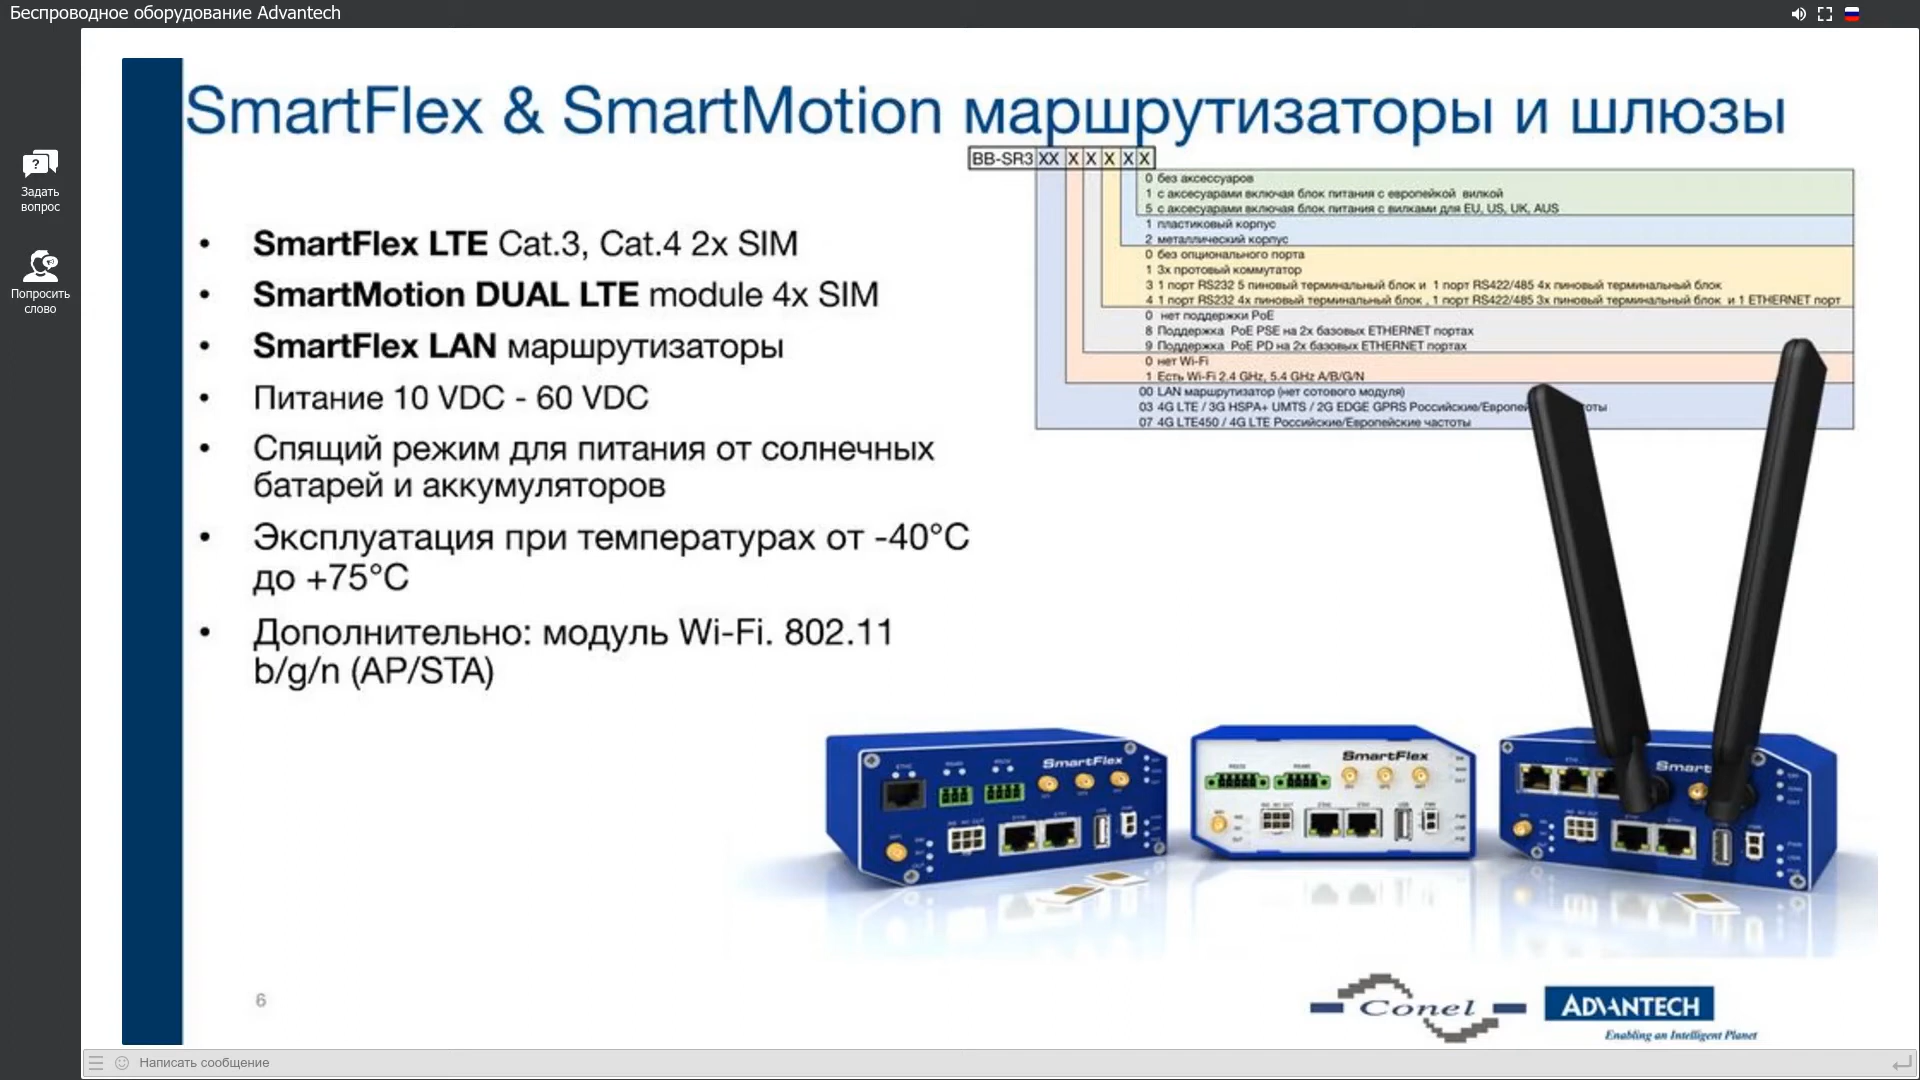 Беспроводное оборудование Advantech
Задать
вопрос
Попросить
слово
SmartFlex & SmartMotion маршрутизаторы и шлюзы
BB-SR3 XX X X X X X
0 без аксессуаров
1 с аксесуарами включая блок питания с европейкой вилкой
5 с аксесуарами включая блок питания с вилками для EU, US, UK, AUS
1 пластиковый корпус
2 металлический корпус
0 без опционального порта
1 3х протовый коммутатор
3 1 порт RS232 5 пиновый терминальный блок и 1 порт RS422/485 4х пиновый терминальный блок
4 1 порт RS232 4х пиновый терминальный блок , 1 порт RS422/485 3х пиновый терминальный блок и 1 ETHERNET порт
0 нет поддержки PoE
8 Поддержка PoE PSE на 2х базовых ETHERNET портах
9 Поддержка PoE PD на 2х базовых ETHERNET портах
0 нет Wi-Fi
1 Есть Wi-Fi 2.4 GHz, 5.4 GHz A/B/G/N
00 LAN маршрутизатор (нет сотового модуля)
03 4G LTE / 3G HSPA+ UMTS / 2G EDGE GPRS Российские/Европей оты
07 4G LTE450 / 4G LTE Российские/Европейские частоты
• SmartFlex LTE Cat.3, Cat.4 2x SIM
• SmartMotion DUAL LTE module 4x SIM
• SmartFlex LAN маршрутизаторы
• Питание 10 VDC - 60 VDC
• Спящий режим для питания от солнечных
батарей и аккумуляторов
• Эксплуатация при температурах от -40°C
до +75°C
• Дополнительно: модуль Wi-Fi. 802.11
b/g/n (AP/STA)
SmartFlex
SmartFlex
Smart
6
Conel
ADVANTECH
Enabling an Intelligent Planet
Написать сообщение